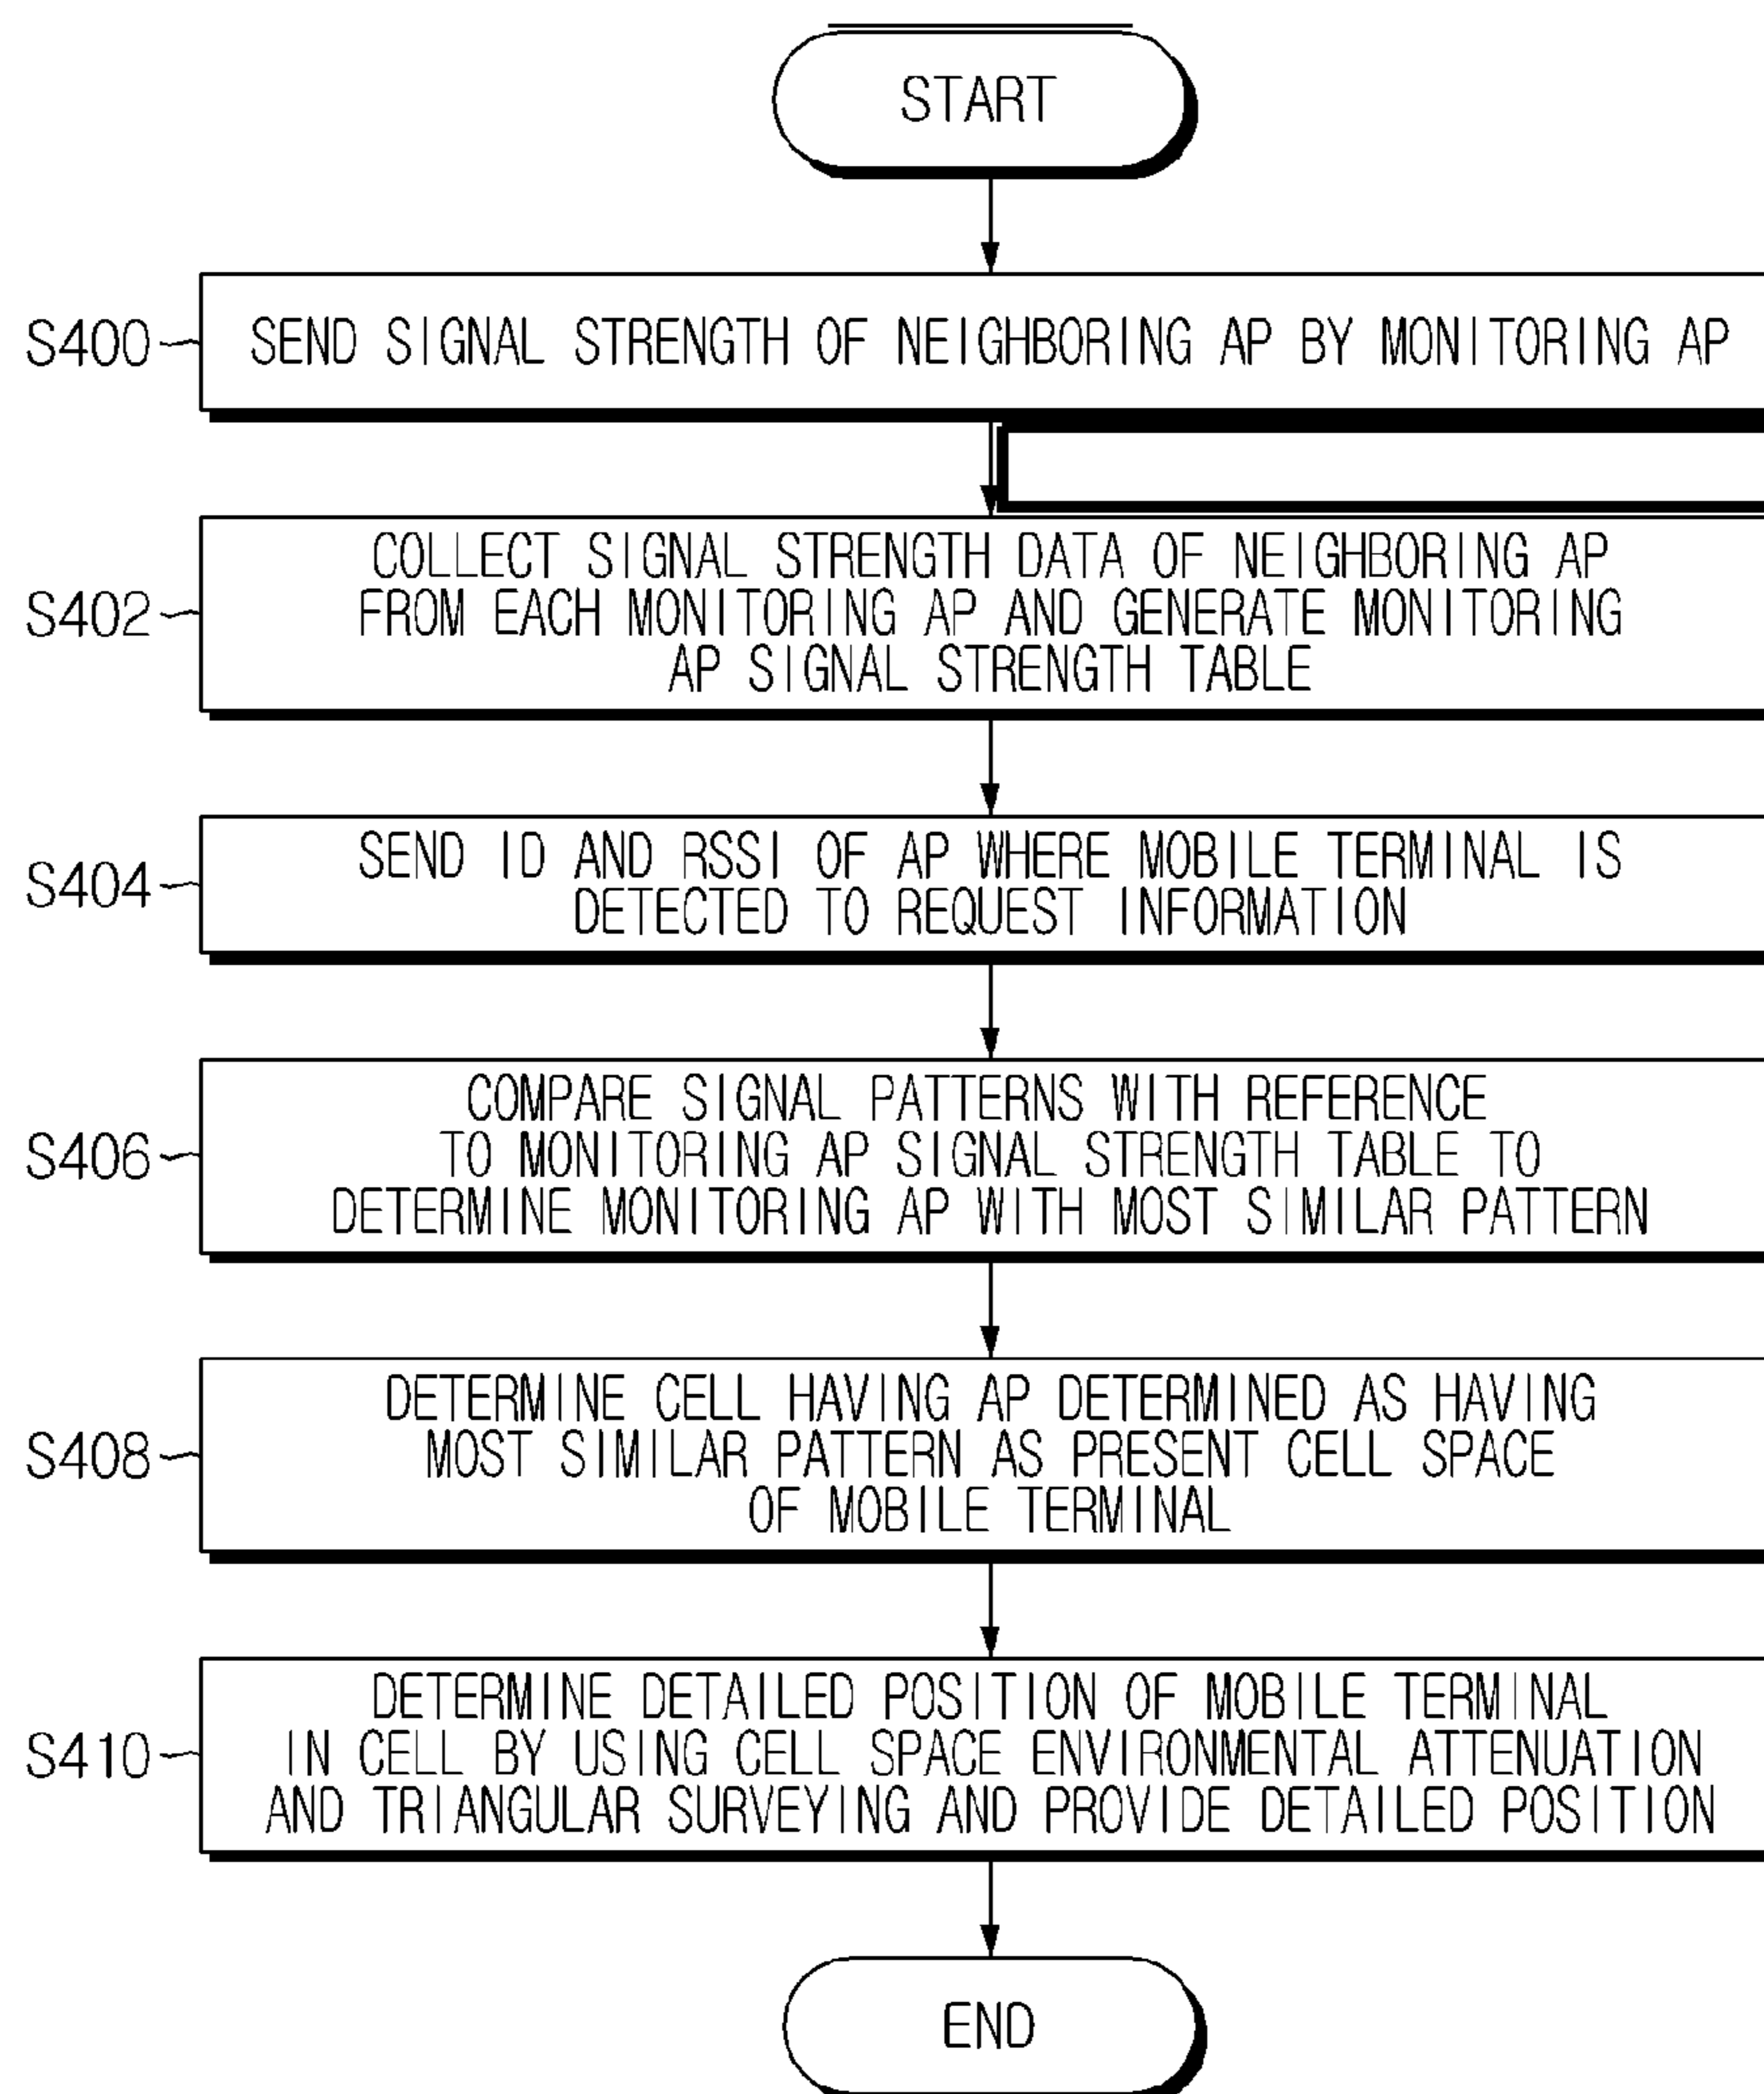 START
S400
SEND SIGNAL STRENGTH OF NEIGHBORING AP BY MONITORING AP
S402
COLLECT SIGNAL STRENGTH DATA OF NEIGHBORING AP
FROM EACH MONITORING AP AND GENERATE MONITORING
AP SIGNAL STRENGTH TABLE
S404
SEND ID AND RSSI OF AP WHERE MOBILE TERMINAL IS
DETECTED TO REQUEST INFORMATION
S406
COMPARE SIGNAL PATTERNS WITH REFERENCE
TO MONITORING AP SIGNAL STRENGTH TABLE TO
DETERMINE MONITORING AP WITH MOST SIMILAR PATTERN
S408
DETERMINE CELL HAVING AP DETERMINED AS HAVING
MOST SIMILAR PATTERN AS PRESENT CELL SPACE
OF MOBILE TERMINAL
S410
DETERMINE DETAILED POSITION OF MOBILE TERMINAL
IN CELL BY USING CELL SPACE ENVIRONMENTAL ATTENUATION
AND TRIANGULAR SURVEYING AND PROVIDE DETAILED POSITION
END